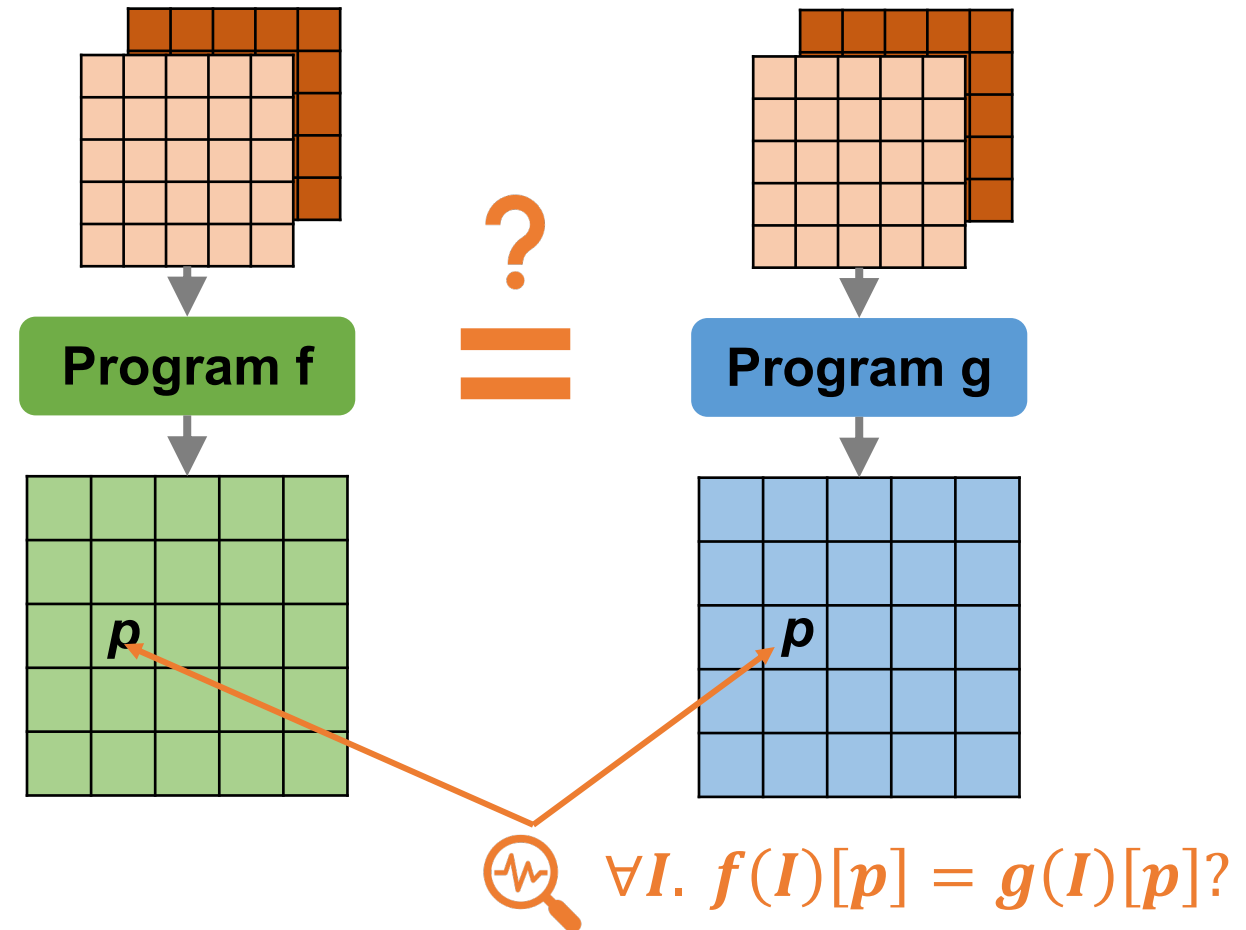 ?
=
Program f
Program g
p
p
∀I. f(I)[p] = g(I)[p]?